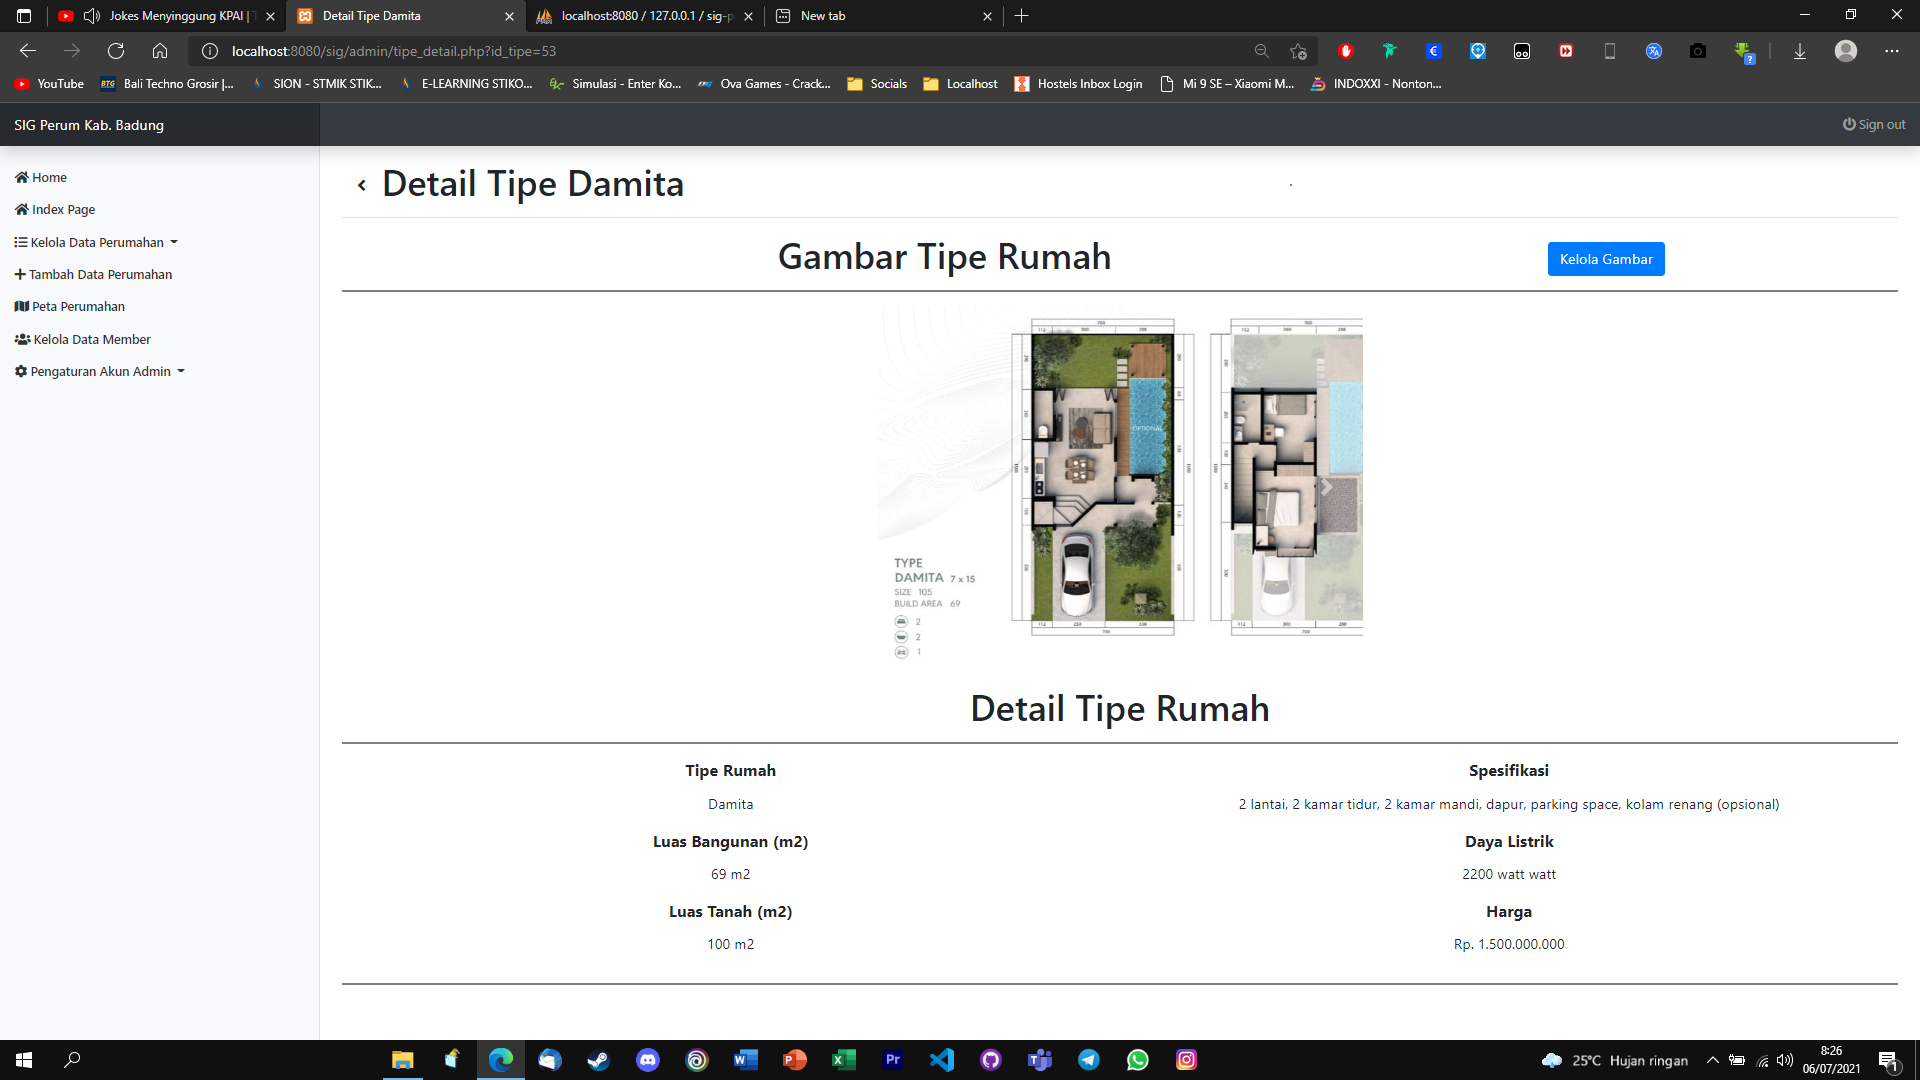 Jokes Menyinggung KPAI | T
Detail Tipe Damita
localhost:8080 / 127.0.0.1 / sig-p
New tab
localhost:8080/sig/admin/tipe_detail.php?id_tipe=53
YouTube
Bali Techno Grosir |...
SION - STMIK STIK...
E-LEARNING STIKO...
Simulasi - Enter Ko...
Ova Games - Crack...
Socials
Localhost
Hostels Inbox Login
Mi 9 SE – Xiaomi M...
INDOXXI - Nonton...
SIG Perum Kab. Badung
Sign out
Home
Index Page
Kelola Data Perumahan
Tambah Data Perumahan
Peta Perumahan
Kelola Data Member
Pengaturan Akun Admin
Detail Tipe Damita
Gambar Tipe Rumah
Kelola Gambar
OPTIONAL
TYPE
DAMITA 7 x 15
SIZE 105
BUILD AREA 69
2
2
1
Detail Tipe Rumah
Tipe Rumah
Damita
Spesifikasi
2 lantai, 2 kamar tidur, 2 kamar mandi, dapur, parking space, kolam renang (opsional)
Luas Bangunan (m2)
69 m2
Daya Listrik
2200 watt watt
Luas Tanah (m2)
100 m2
Harga
Rp. 1.500.000.000
25°C Hujan ringan
8:26
06/07/2021